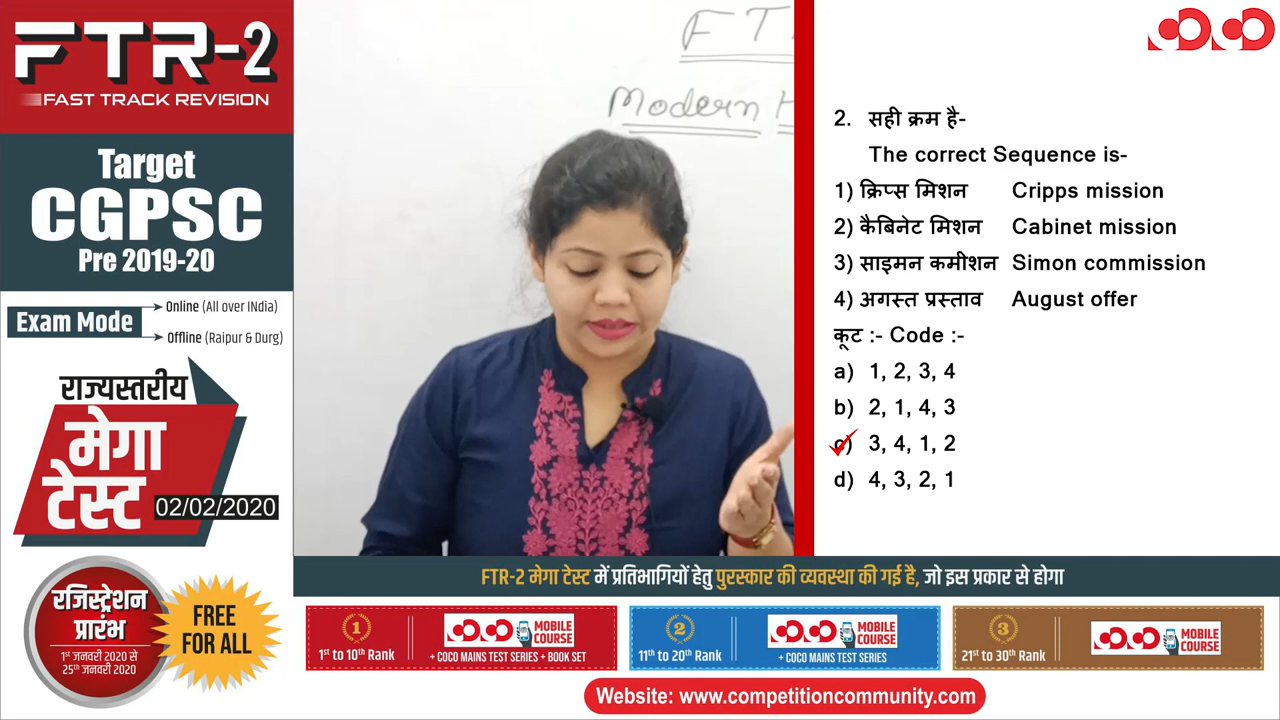 FTR-2
FAST TRACK REVISION
Target
CGPSC
Pre 2019-20
Exam Mode
Online (All over INdia)
Offline (Raipur & Durg)
राज्यस्तरीय
मेगा
टेस्ट
02/02/2020
रजिस्ट्रेशन
प्रारंभ
1st जनवरी 2020 से
25th जनवरी 2020
FREE
FOR ALL
FT
Modern H
2. सही क्रम है-
The correct Sequence is-
1) क्रिप्स मिशन Cripps mission
2) कैबिनेट मिशन Cabinet mission
3) साइमन कमीशन Simon commission
4) अगस्त प्रस्ताव August offer
कूट :- Code :-
a) 1, 2, 3, 4
b) 2, 1, 4, 3
c) 3, 4, 1, 2
d) 4, 3, 2, 1
FTR-2 मेगा टेस्ट में प्रतिभागियों हेतु पुरस्कार की व्यवस्था की गई है, जो इस प्रकार से होगा
1
1st to 10th Rank
COCO MOBILE COURSE
+ COCO MAINS TEST SERIES + BOOK SET
2
11th to 20th Rank
COCO MOBILE COURSE
+ COCO MAINS TEST SERIES
3
21st to 30th Rank
COCO MOBILE COURSE
Website: www.competitioncommunity.com